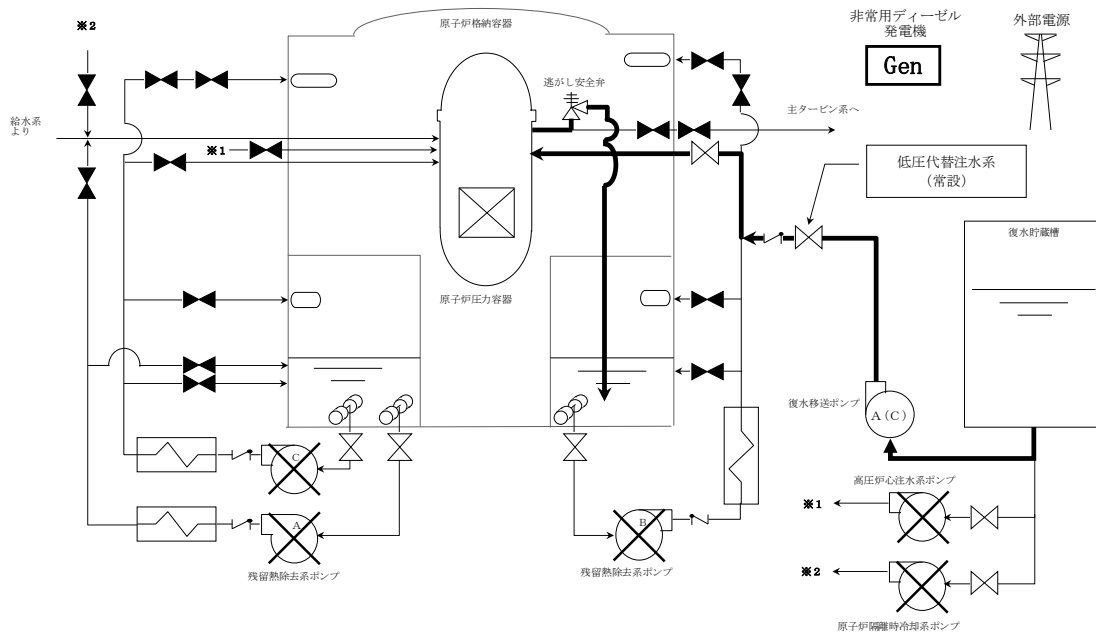 ※2
原子炉格納容器
非常用ディーゼル
発電機
外部電源
Gen
逃がし安全弁
給水系
より
主タービン系へ
※1
低圧代替注水系
（常設）
復水貯蔵槽
原子炉圧力容器
復水移送ポンプ
A（C）
C
高圧炉心注水系ポンプ
※1
A
B
残留熱除去系ポンプ
残留熱除去系ポンプ
※2
原子炉隔離時冷却系ポンプ